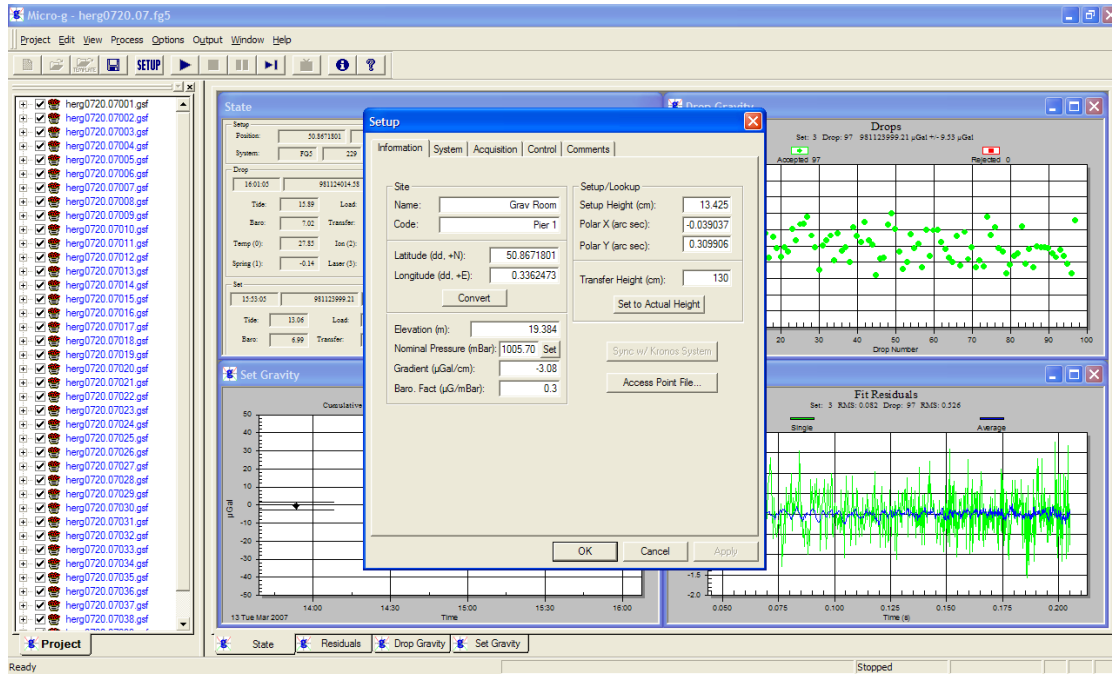 Micro-g - herg0720.07.fg5
Project Edit View Process Options Output Window Help
TEMPLATE SETUP
herg0720.07001.gsf
herg0720.07002.gsf
herg0720.07003.gsf
herg0720.07004.gsf
herg0720.07005.gsf
herg0720.07006.gsf
herg0720.07007.gsf
herg0720.07008.gsf
herg0720.07009.gsf
herg0720.07010.gsf
herg0720.07011.gsf
herg0720.07012.gsf
herg0720.07013.gsf
herg0720.07014.gsf
herg0720.07015.gsf
herg0720.07016.gsf
herg0720.07017.gsf
herg0720.07018.gsf
herg0720.07019.gsf
herg0720.07020.gsf
herg0720.07021.gsf
herg0720.07022.gsf
herg0720.07023.gsf
herg0720.07024.gsf
herg0720.07025.gsf
herg0720.07026.gsf
herg0720.07027.gsf
herg0720.07028.gsf
herg0720.07029.gsf
herg0720.07030.gsf
herg0720.07031.gsf
herg0720.07032.gsf
herg0720.07033.gsf
herg0720.07034.gsf
herg0720.07035.gsf
herg0720.07036.gsf
herg0720.07037.gsf
herg0720.07038.gsf
Project
State
Setup
Position: 50.8671801
System: FG5 229
Drop
16:01:05 981124014.58
Tide: 15.89 Load:
Baro: 7.02 Transfer:
Temp (0): 27.85 Ion (2):
Spring (1): -0.14 Laser (3):
Set
15:53:05 981123999.21
Tide: 13.06 Load:
Baro: 6.99 Transfer:
Set Gravity
Cumulative
µGal
50
40
30
20
10
0
-10
-20
-30
-40
-50
14:00 14:30 15:00 15:30 16:00
13 Tue Mar 2007 Time
Setup
Information System Acquisition Control Comments
Site
Name: Grav Room
Code: Pier 1
Latitude (dd, +N): 50.8671801
Longitude (dd, +E): 0.3362473
Convert
Elevation (m): 19.384
Nominal Pressure (mBar): 1005.70 Set
Gradient (µGal/cm): -3.08
Baro. Fact (µG/mBar): 0.3
Setup/Lookup
Setup Height (cm): 13.425
Polar X (arc sec): -0.039037
Polar Y (arc sec): 0.309906
Transfer Height (cm): 130
Set to Actual Height
Sync w/ Kronos System
Access Point File...
OK Cancel Apply
Drop Gravity
Drops
Set: 3 Drop: 97 981123999.21 µGal +/- 9.53 µGal
Accepted 97 Rejected 0
20 30 40 50 60 70 80 90 100
Drop Number
Fit Residuals
Set: 3 RMS: 0.082 Drop: 97 RMS: 0.526
Single Average
-1.5
-2.0
0.050 0.075 0.100 0.125 0.150 0.175 0.200
Time (s)
State Residuals Drop Gravity Set Gravity
Ready Stopped